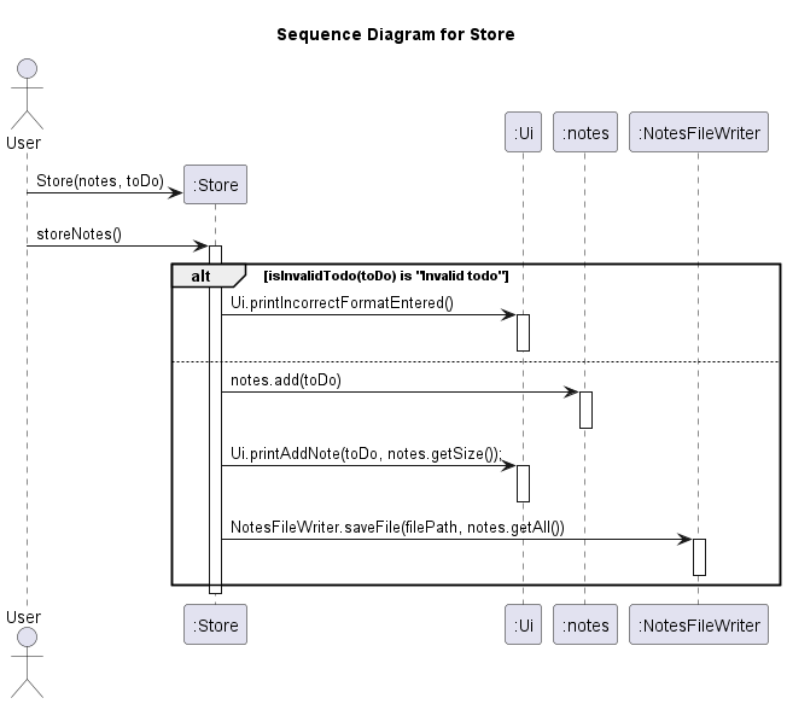 Sequence Diagram for Store
User
:Ui
:notes
:NotesFileWriter
Store(notes, toDo)
:Store
storeNotes()
alt
[isInvalidTodo(toDo) is "Invalid todo"]
Ui.printIncorrectFormatEntered()
notes.add(toDo)
Ui.printAddNote(toDo, notes.getSize());
NotesFileWriter.saveFile(filePath, notes.getAll())
User
:Store
:Ui
:notes
:NotesFileWriter